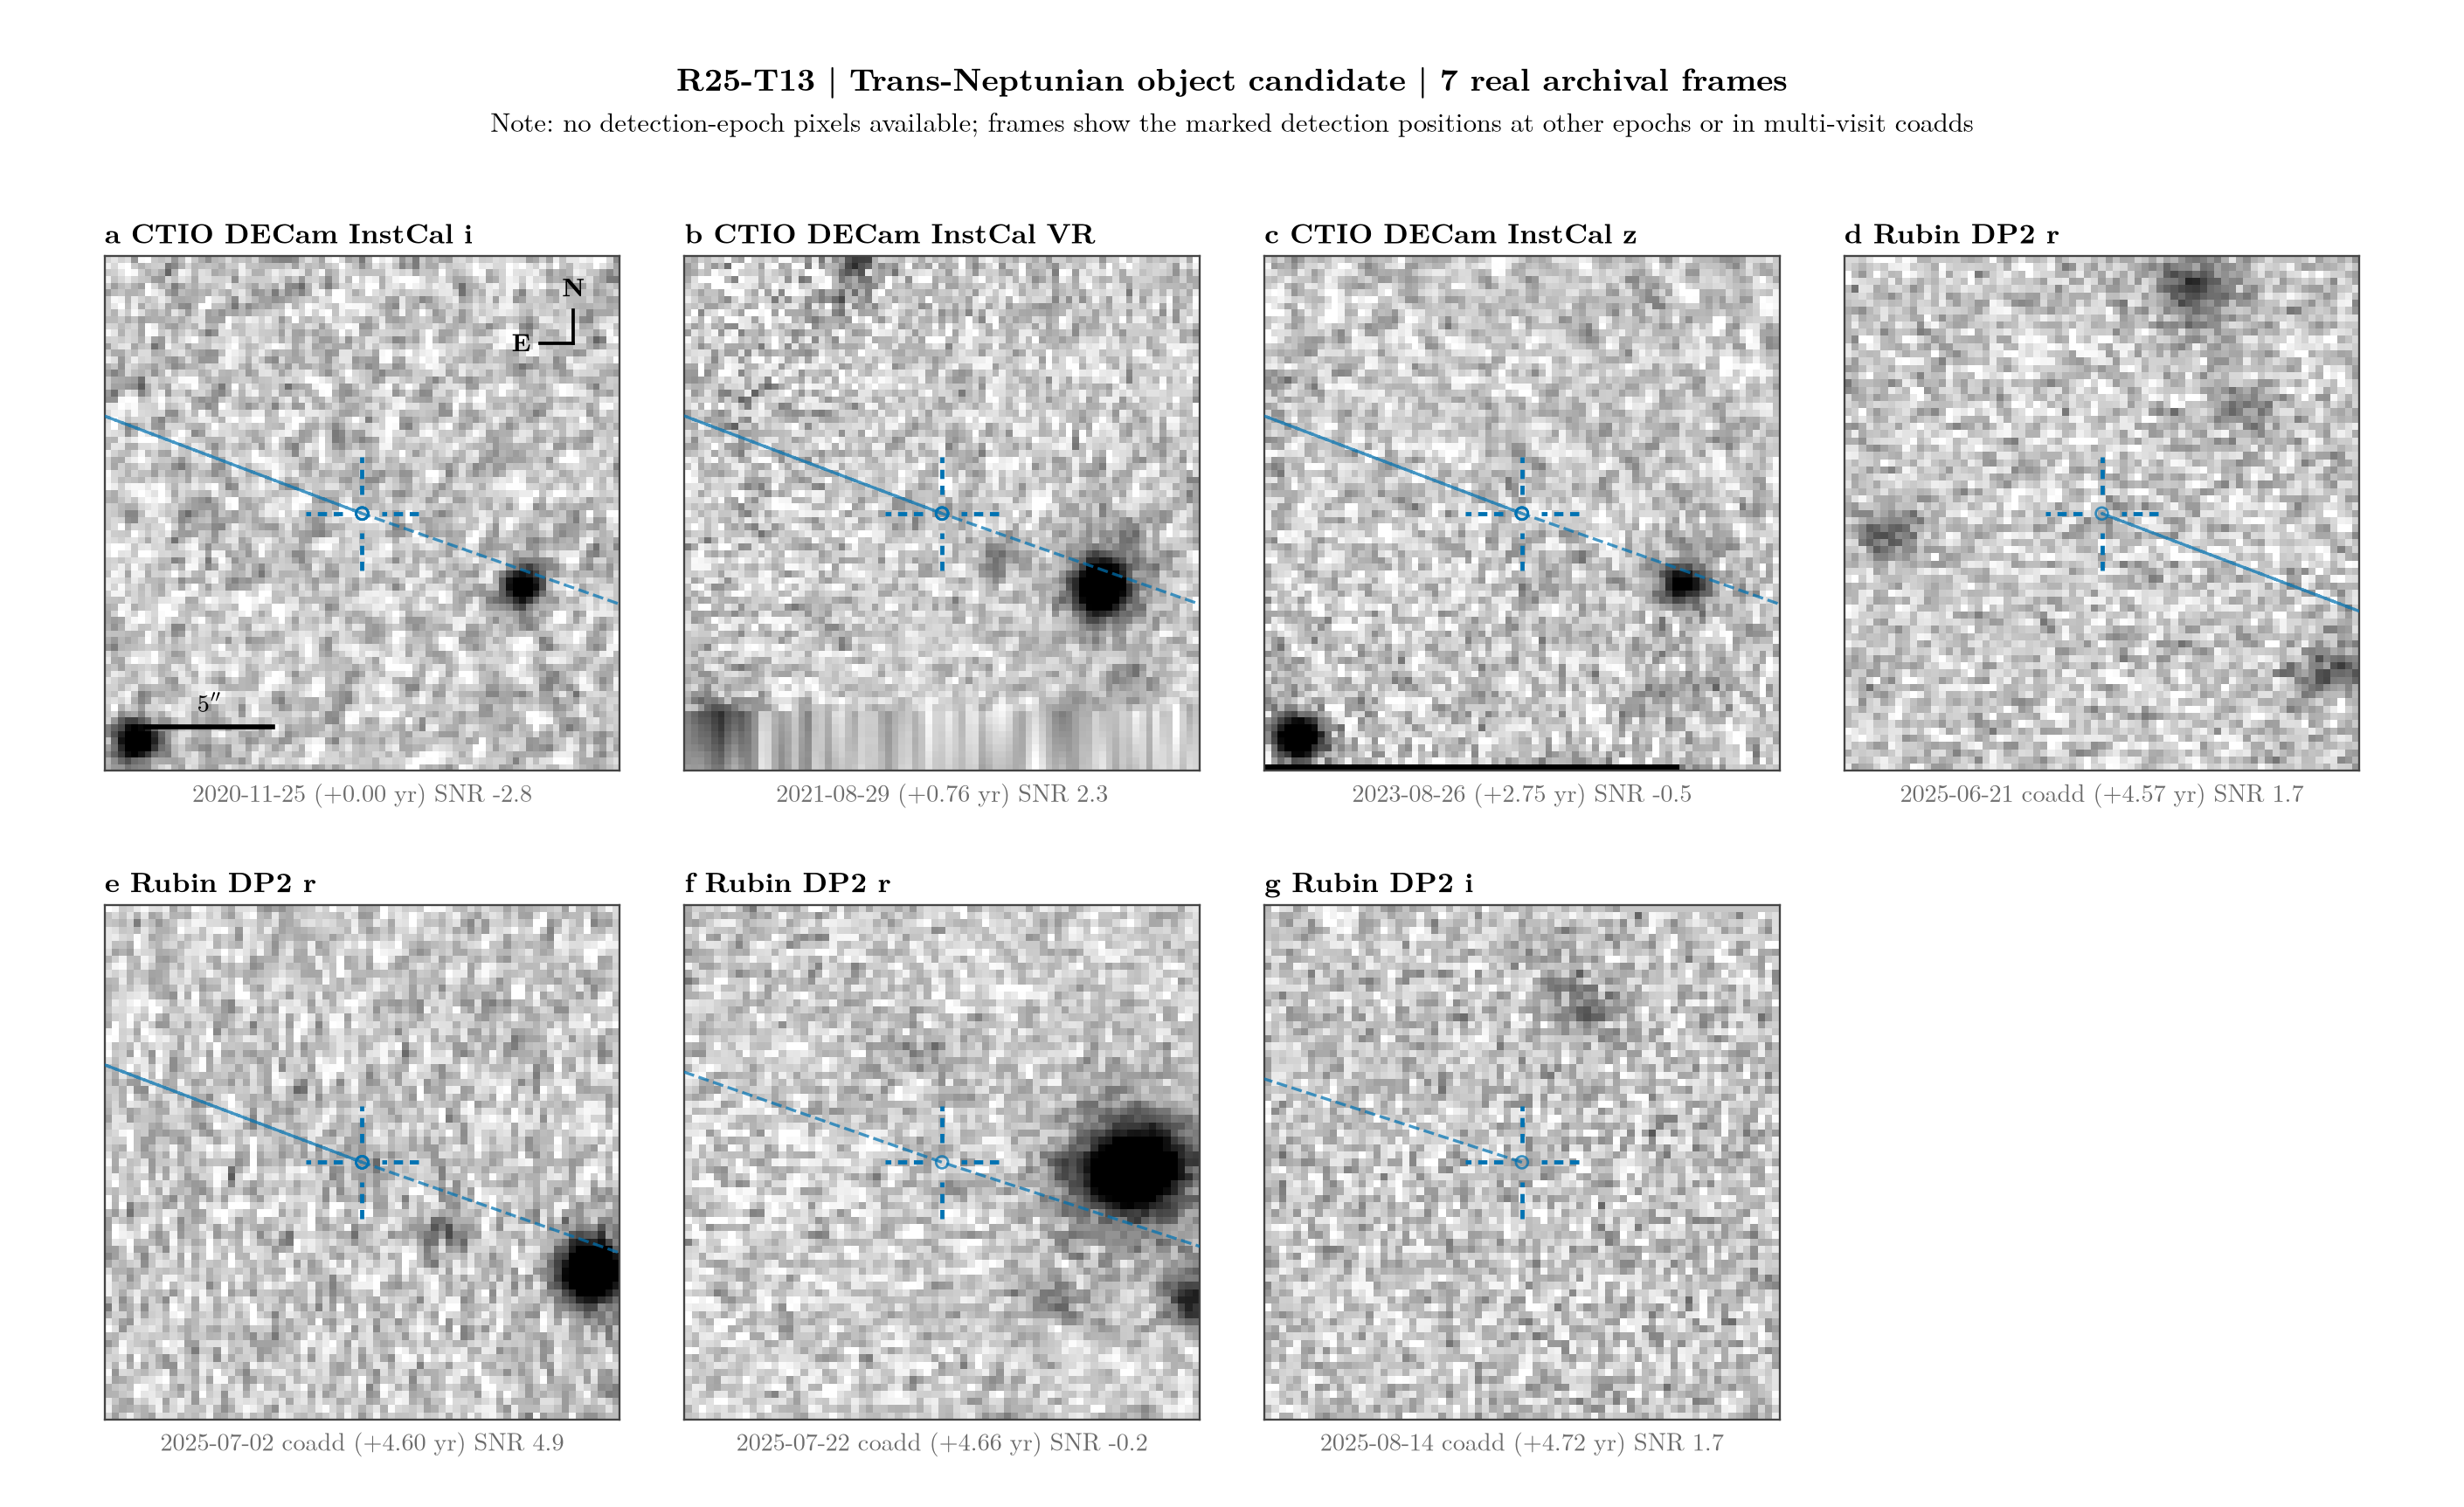 R25-T13 | Trans-Neptunian object candidate | 7 real archival frames
Note: no detection-epoch pixels available; frames show the marked detection positions at other epochs or in multi-visit coadds
a CTIO DECam InstCal i
b CTIO DECam InstCal VR
c CTIO DECam InstCal z
d Rubin DP2 r
N
E
5″
2020-11-25 (+0.00 yr) SNR -2.8
2021-08-29 (+0.76 yr) SNR 2.3
2023-08-26 (+2.75 yr) SNR -0.5
2025-06-21 coadd (+4.57 yr) SNR 1.7
e Rubin DP2 r
f Rubin DP2 r
g Rubin DP2 i
2025-07-02 coadd (+4.60 yr) SNR 4.9
2025-07-22 coadd (+4.66 yr) SNR -0.2
2025-08-14 coadd (+4.72 yr) SNR 1.7